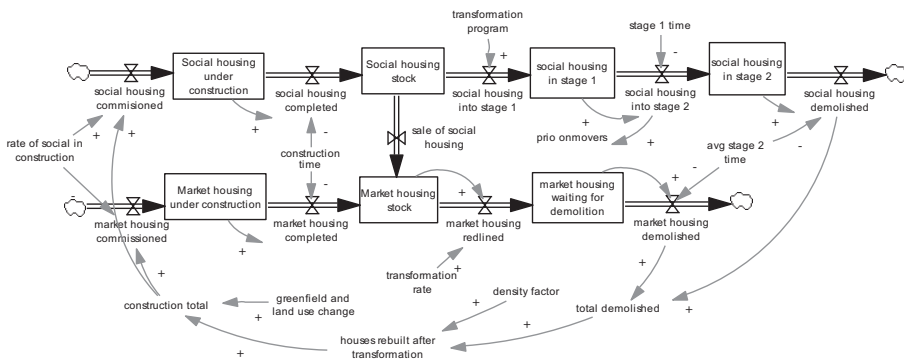 transformation
program
stage 1 time
+
-
Social housing
under
construction
Social housing
stock
social housing
in stage 1
social housing
in stage 2
social housing
commisioned
social housing
completed
social housing
into stage 1
social housing
into stage 2
social housing
demolished
+
+
+
+
+
+
+
-
prio onmovers
rate of social in
construction
sale of social
housing
construction
time
avg stage 2
time
-
-
-
-
Market housing
under construction
Market housing
stock
market housing
waiting for
demolition
+
+
market housing
commissioned
market housing
completed
market housing
redlined
market housing
demolished
+
+
+
+
transformation
rate
construction total
greenfield and
land use change
+
density factor
+
total demolished
+
+
houses rebuilt after
transformation
+